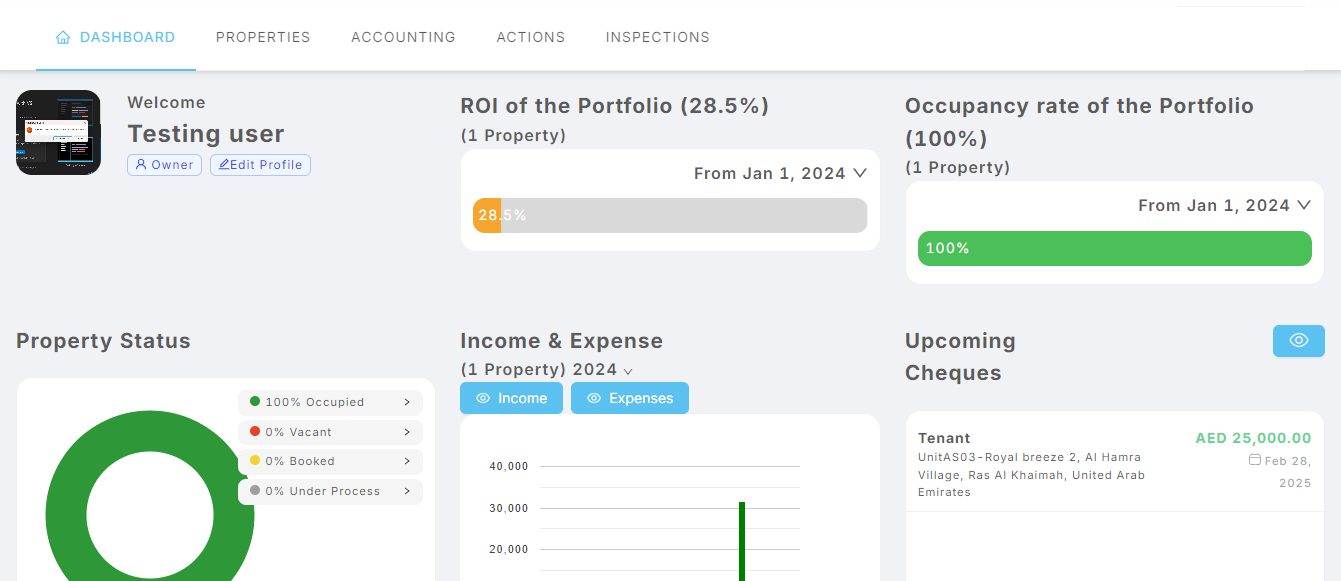 DASHBOARD
PROPERTIES
ACCOUNTING
ACTIONS
INSPECTIONS
Welcome
Testing user
Owner
Edit Profile
ROI of the Portfolio (28.5%)
(1 Property)
From Jan 1, 2024
28.5%
Occupancy rate of the Portfolio
(100%)
(1 Property)
From Jan 1, 2024
100%
Property Status
100% Occupied
0% Vacant
0% Booked
0% Under Process
Income & Expense
(1 Property) 2024
Income
Expenses
40,000
30,000
20,000
Upcoming
Cheques
Tenant
AED 25,000.00
UnitAS03-Royal breeze 2, Al Hamra
Village, Ras Al Khaimah, United Arab
Emirates
Feb 28,
2025